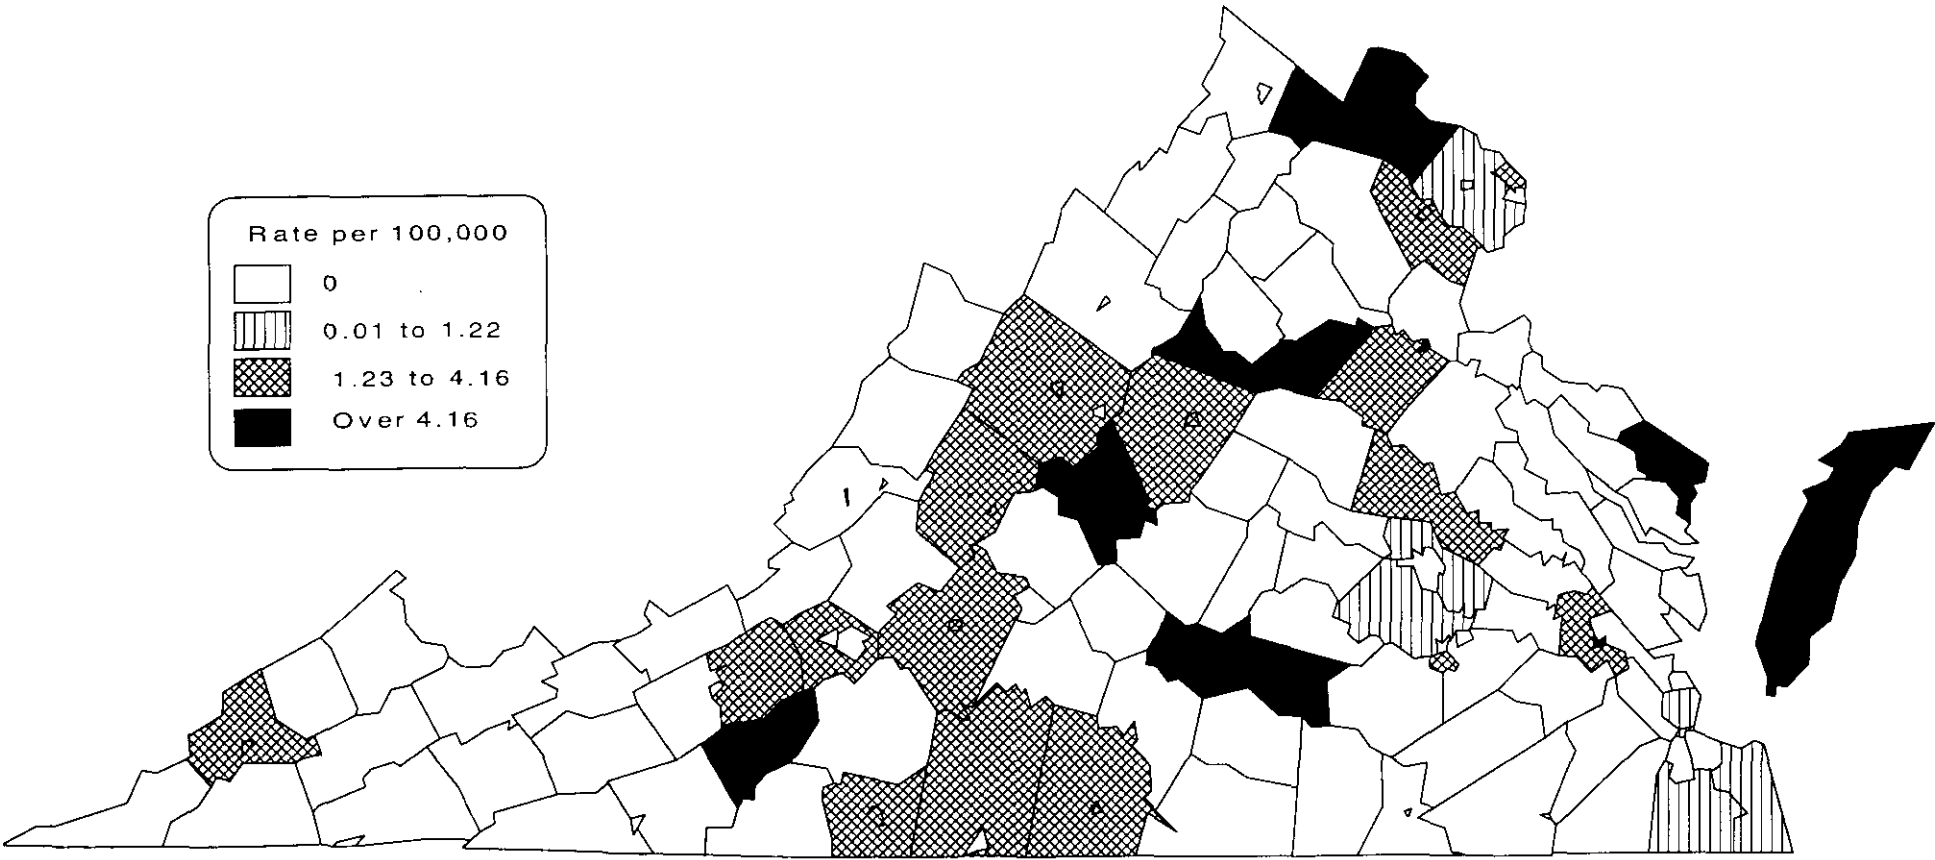 Rate per 100,000
0
0.01 to 1.22
1.23 to 4.16
Over 4.16